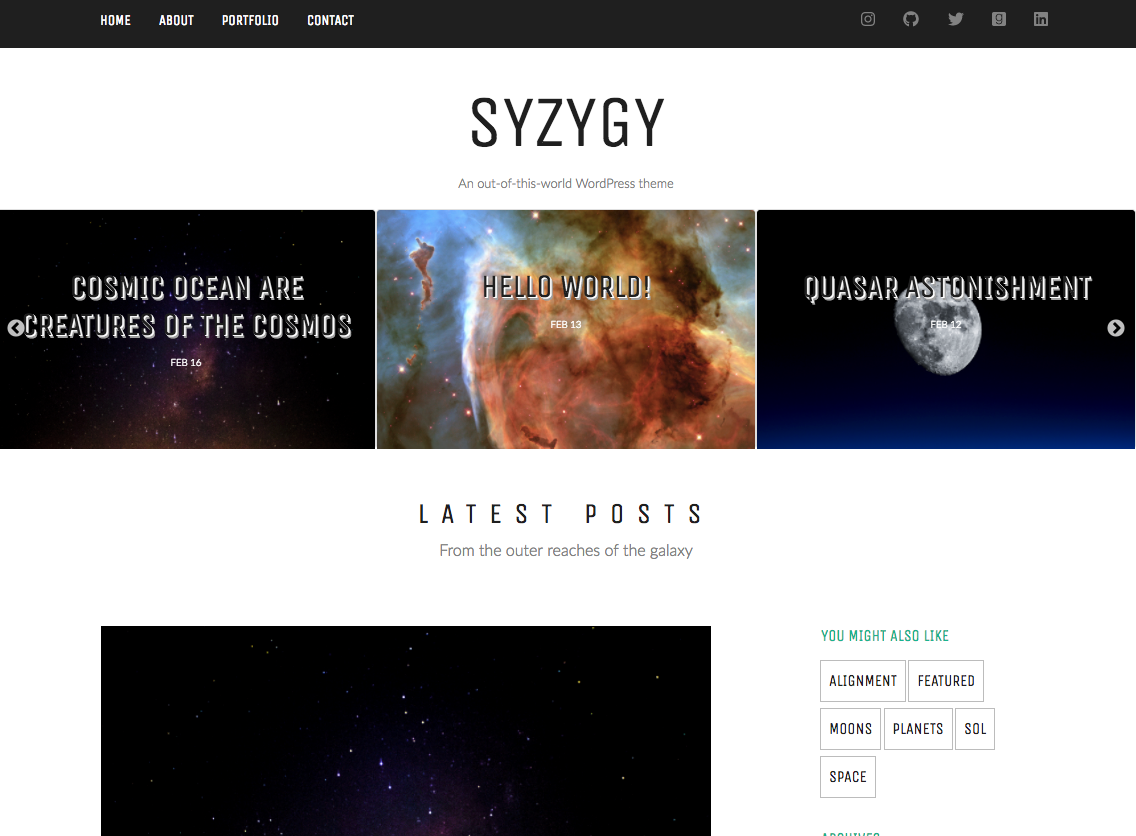 HOME ABOUT PORTFOLIO CONTACT
SYZYGY
An out-of-this-world WordPress theme
COSMIC OCEAN ARE
CREATURES OF THE COSMOS
FEB 16
HELLO WORLD!
FEB 13
QUASAR ASTONISHMENT
FEB 12
LATEST POSTS
From the outer reaches of the galaxy
YOU MIGHT ALSO LIKE
ALIGNMENT FEATURED
MOONS PLANETS SOL
SPACE
ARCHIVES